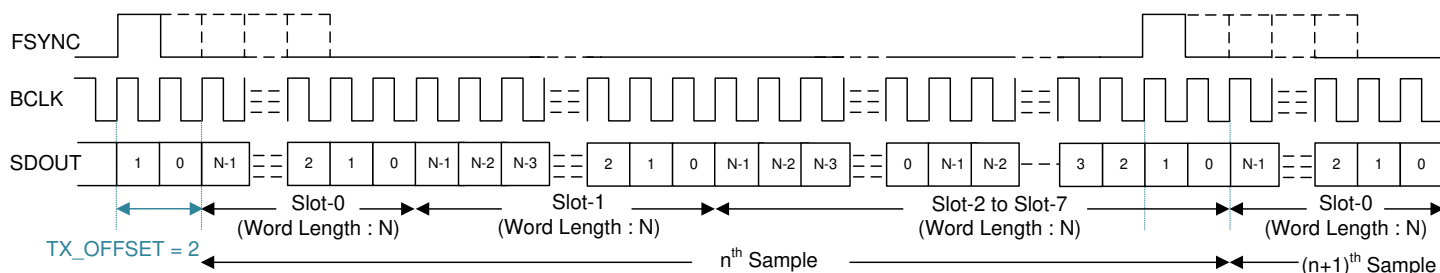 FSYNC
BCLK
SDOUT 1 0 N-1 2 1 0 N-1 N-2 N-3 2 1 0 N-1 N-2 N-3 0 N-1 N-2 3 2 1 0 N-1 2 1 0
Slot-0 Slot-1 Slot-2 to Slot-7 Slot-0
(Word Length : N) (Word Length : N) (Word Length : N) (Word Length : N)
TX_OFFSET = 2 nth Sample (n+1)th Sample